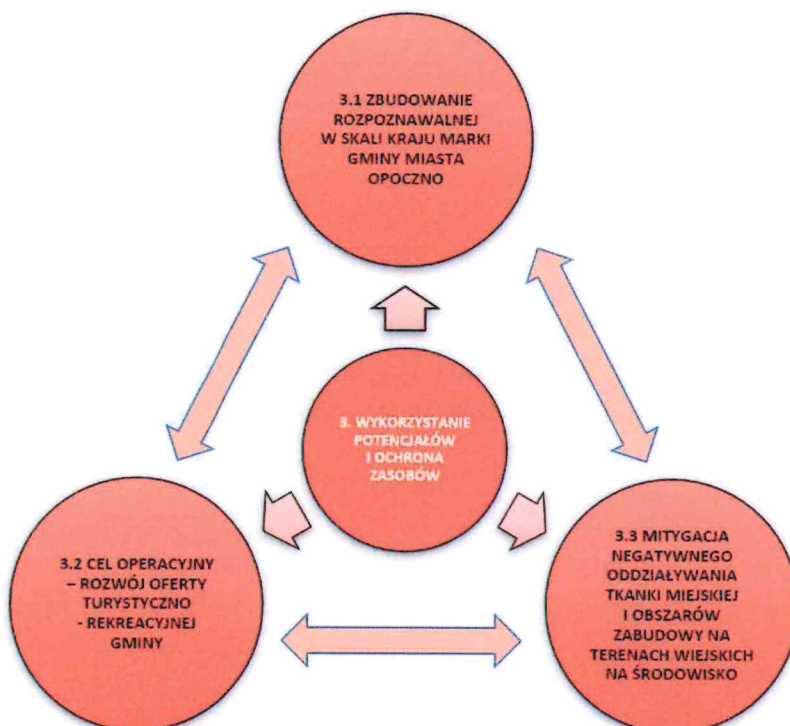 3.1 ZBUDOWANIE
ROZPOZNAWALNEJ
W SKALI KRAJU MARKI
GMINY MIASTA
OPOCZNO
3. WYKORZYSTANIE
POTENCJAŁÓW
I OCHRONA
ZASOBÓW
3.2 CEL OPERACYJNY
– ROZWÓJ OFERTY
TURYSTYCZNO
- REKREACYJNEJ
GMINY
3.3 MITYGACJA
NEGATYWNEGO
ODDZIAŁYWANIA
TKANKI MIEJSKIEJ
I OBSZARÓW
ZABUDOWY NA
TERENACH WIEJSKICH
NA ŚRODOWISKO